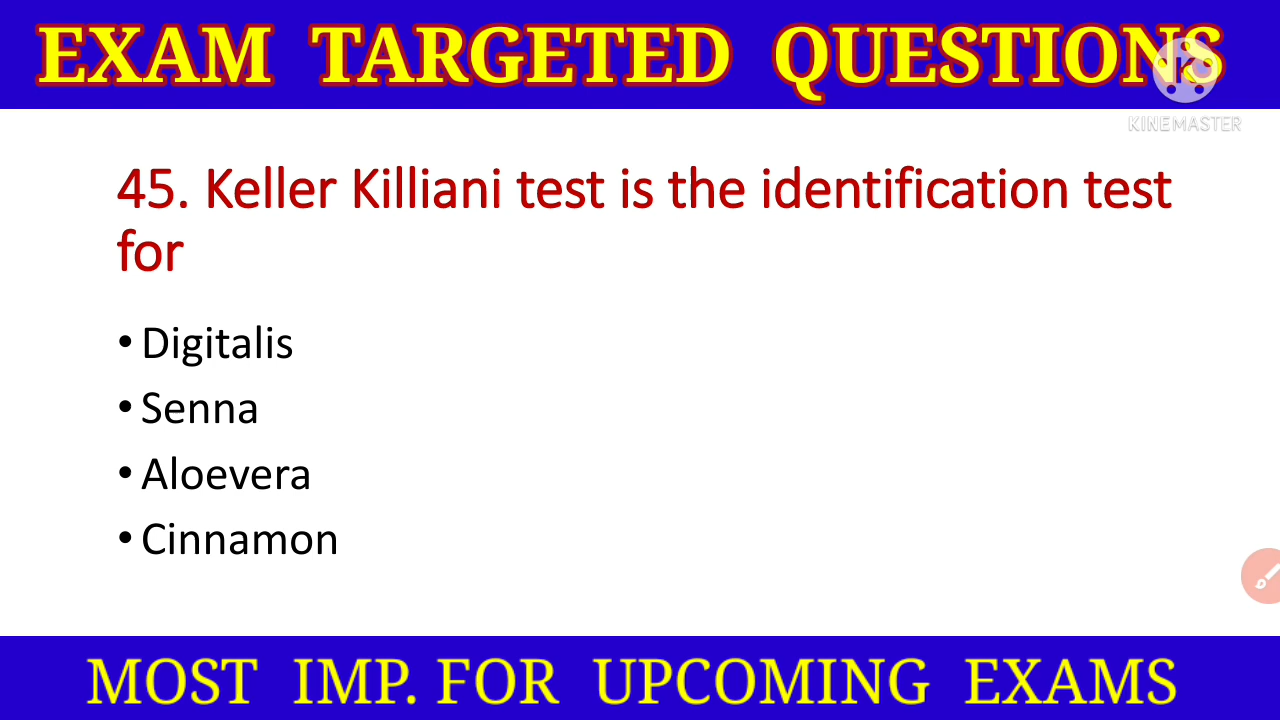 EXAM TARGETED QUESTIONS
KINEMASTER
45. Keller Killiani test is the identification test
for
• Digitalis
• Senna
• Aloevera
• Cinnamon
MOST IMP. FOR UPCOMING EXAMS